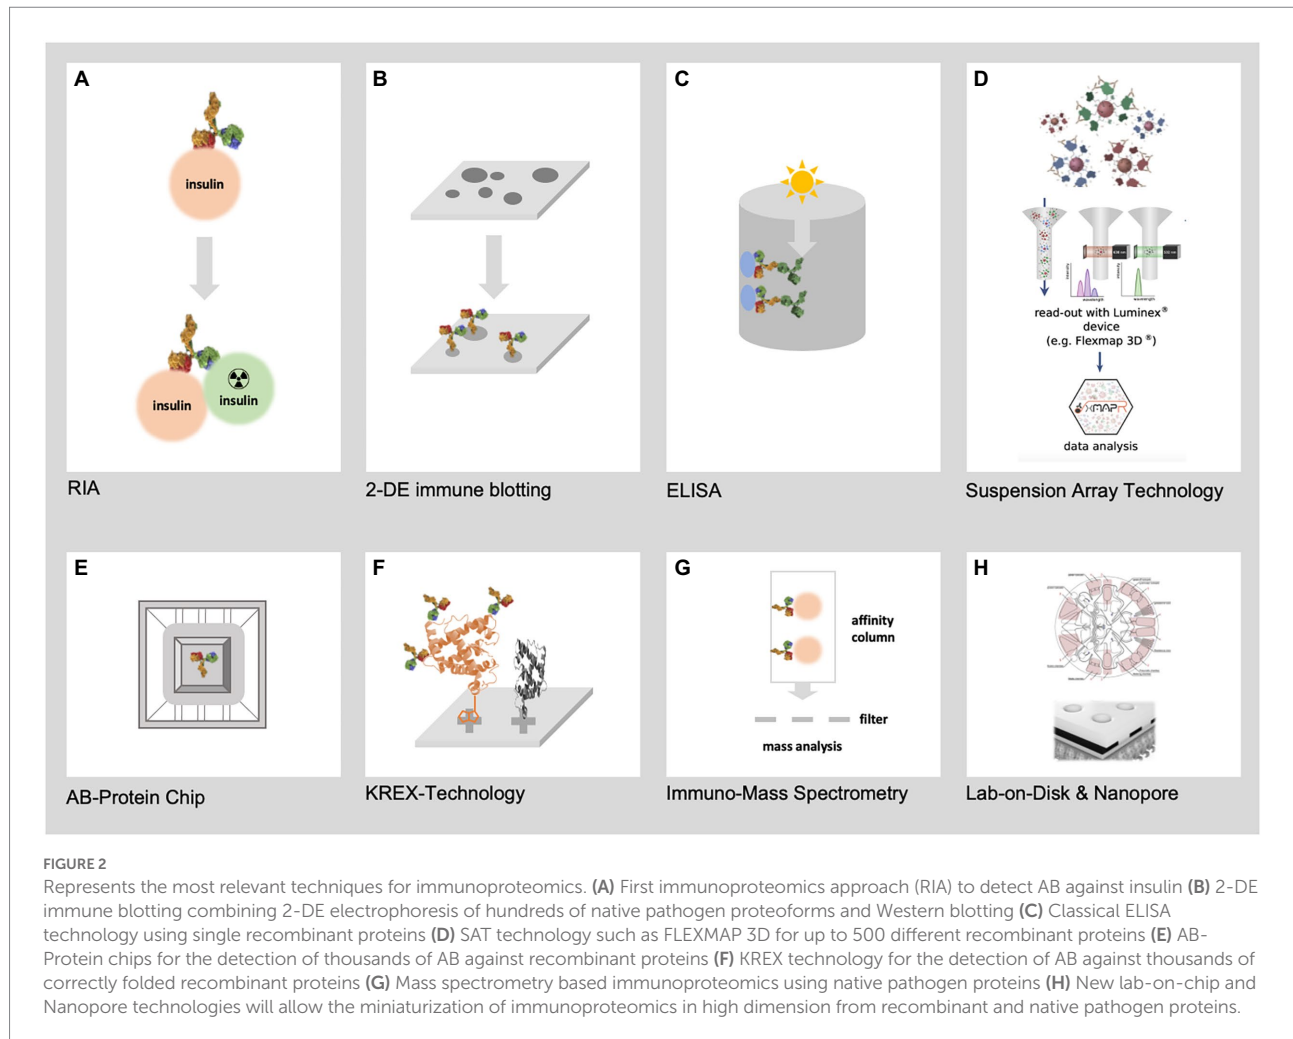 A
insulin
insulin
insulin
RIA
B
2-DE immune blotting
C
ELISA
D
intensity
wavelength
wavelength
read-out with Luminex®
device
(e.g. Flexmap 3D ®)
xMAPR
data analysis
Suspension Array Technology
E
AB-Protein Chip
F
KREX-Technology
G
affinity
column
filter
mass analysis
Immuno-Mass Spectrometry
H
Lab-on-Disk & Nanopore
FIGURE 2
Represents the most relevant techniques for immunoproteomics. (A) First immunoproteomics approach (RIA) to detect AB against insulin (B) 2-DE
immune blotting combining 2-DE electrophoresis of hundreds of native pathogen proteoforms and Western blotting (C) Classical ELISA
technology using single recombinant proteins (D) SAT technology such as FLEXMAP 3D for up to 500 different recombinant proteins (E) AB-
Protein chips for the detection of thousands of AB against recombinant proteins (F) KREX technology for the detection of AB against thousands of
correctly folded recombinant proteins (G) Mass spectrometry based immunoproteomics using native pathogen proteins (H) New lab-on-chip and
Nanopore technologies will allow the miniaturization of immunoproteomics in high dimension from recombinant and native pathogen proteins.